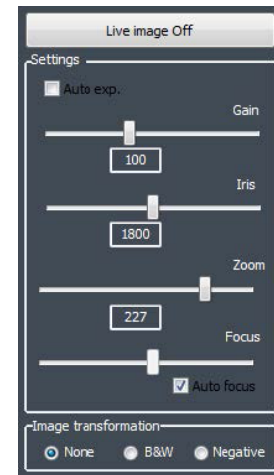 Live image Off
Settings
Auto exp.
Gain
100
Iris
1800
Zoom
227
Focus
Auto focus
Image transformation
None B&W Negative